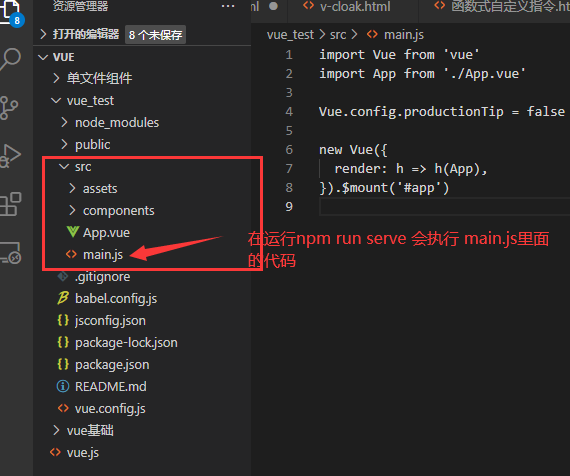 资源管理器
···
8
打开的编辑器 8 个未保存
VUE
单文件组件
vue_test
node_modules
public
src
assets
components
App.vue
main.js
.gitignore
babel.config.js
jsconfig.json
package-lock.json
package.json
README.md
vue.config.js
vue基础
vue.js
v-cloak.html
函数式自定义指令.ht
vue_test > src > main.js
1 import Vue from 'vue'
2 import App from './App.vue'
3
4 Vue.config.productionTip = false
5
6 new Vue({
7 render: h => h(App),
8 }).$mount('#app')
9
在运行npm run serve 会执行 main.js里面
的代码